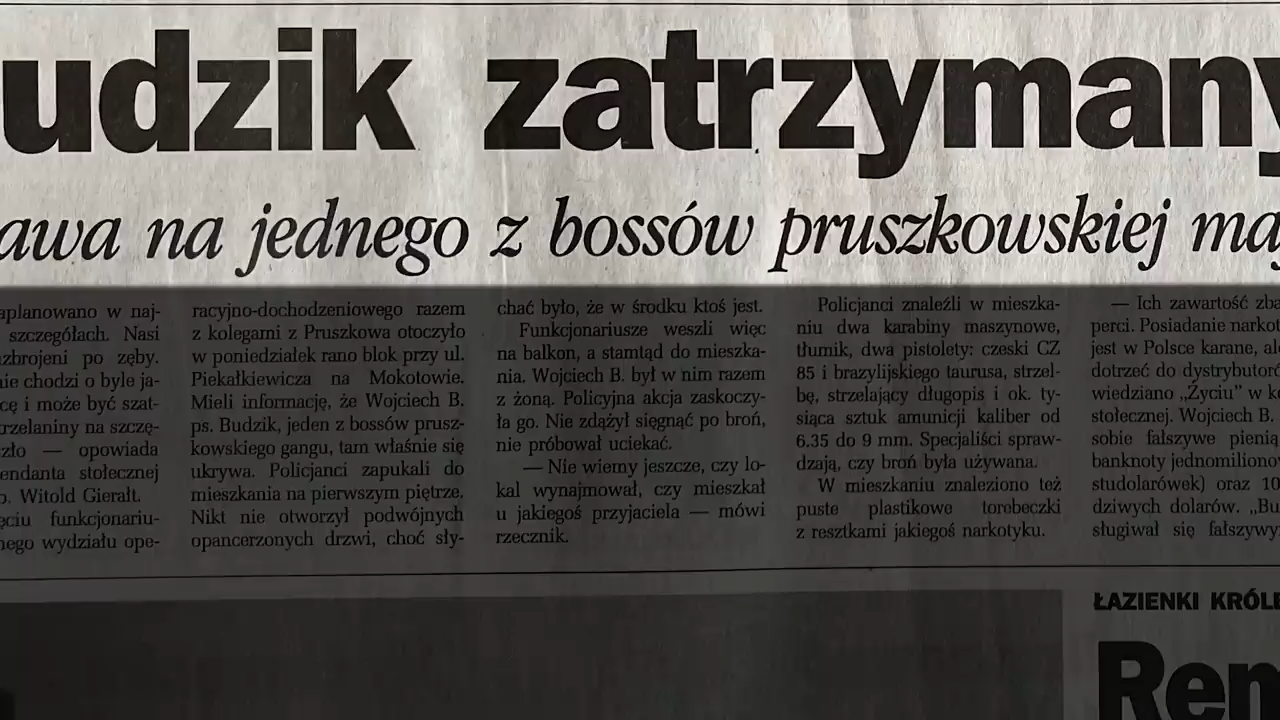 udzik zatrzymany
awa na jednego z bossów pruszkowskiej ma
aplanowano w naj-
szczegółach. Nasi
zbrojeni po zęby.
ie chodzi o byle ja-
cę i może być szat-
rzelaniny na szczę-
zło — opowiada
endanta stołecznej
o. Witold Gierałt.
ęciu funkcjonariu-
nego wydziału ope-
racyjno-dochodzeniowego razem
z kolegami z Pruszkowa otoczyło
w poniedziałek rano blok przy ul.
Piekałkiewicza na Mokotowie.
Mieli informację, że Wojciech B.
ps. Budzik, jeden z bossów prusz-
kowskiego gangu, tam właśnie się
ukrywa. Policjanci zapukali do
mieszkania na pierwszym piętrze.
Nikt nie otworzył podwójnych
opancerzonych drzwi, choć sły-
chać było, że w środku ktoś jest.
Funkcjonariusze weszli więc
na balkon, a stamtąd do mieszka-
nia. Wojciech B. był w nim razem
z żoną. Policyjna akcja zaskoczy-
ła go. Nie zdążył sięgnąć po broń,
nie próbował uciekać.
— Nie wiemy jeszcze, czy lo-
kal wynajmował, czy mieszkał
u jakiegoś przyjaciela — mówi
rzecznik.
Policjanci znaleźli w mieszka-
niu dwa karabiny maszynowe,
tłumik, dwa pistolety: czeski CZ
85 i brazylijskiego taurusa, strzel-
bę, strzelający długopis i ok. ty-
siąca sztuk amunicji kaliber od
6.35 do 9 mm. Specjaliści spraw-
dzają, czy broń była używana.
W mieszkaniu znaleziono też
puste plastikowe torebeczki
z resztkami jakiegoś narkotyku.
— Ich zawartość zba
perci. Posiadanie narkot
jest w Polsce karane, ale
dotrzeć do dystrybutoró
wiedziano „Życiu” w ko
stołecznej. Wojciech B.
sobie fałszywe pienią
banknoty jednomiliono
studolarówek) oraz 10
dziwych dolarów. „Bu
sługiwał się fałszywy
ŁAZIENKI KRÓLE
Ren